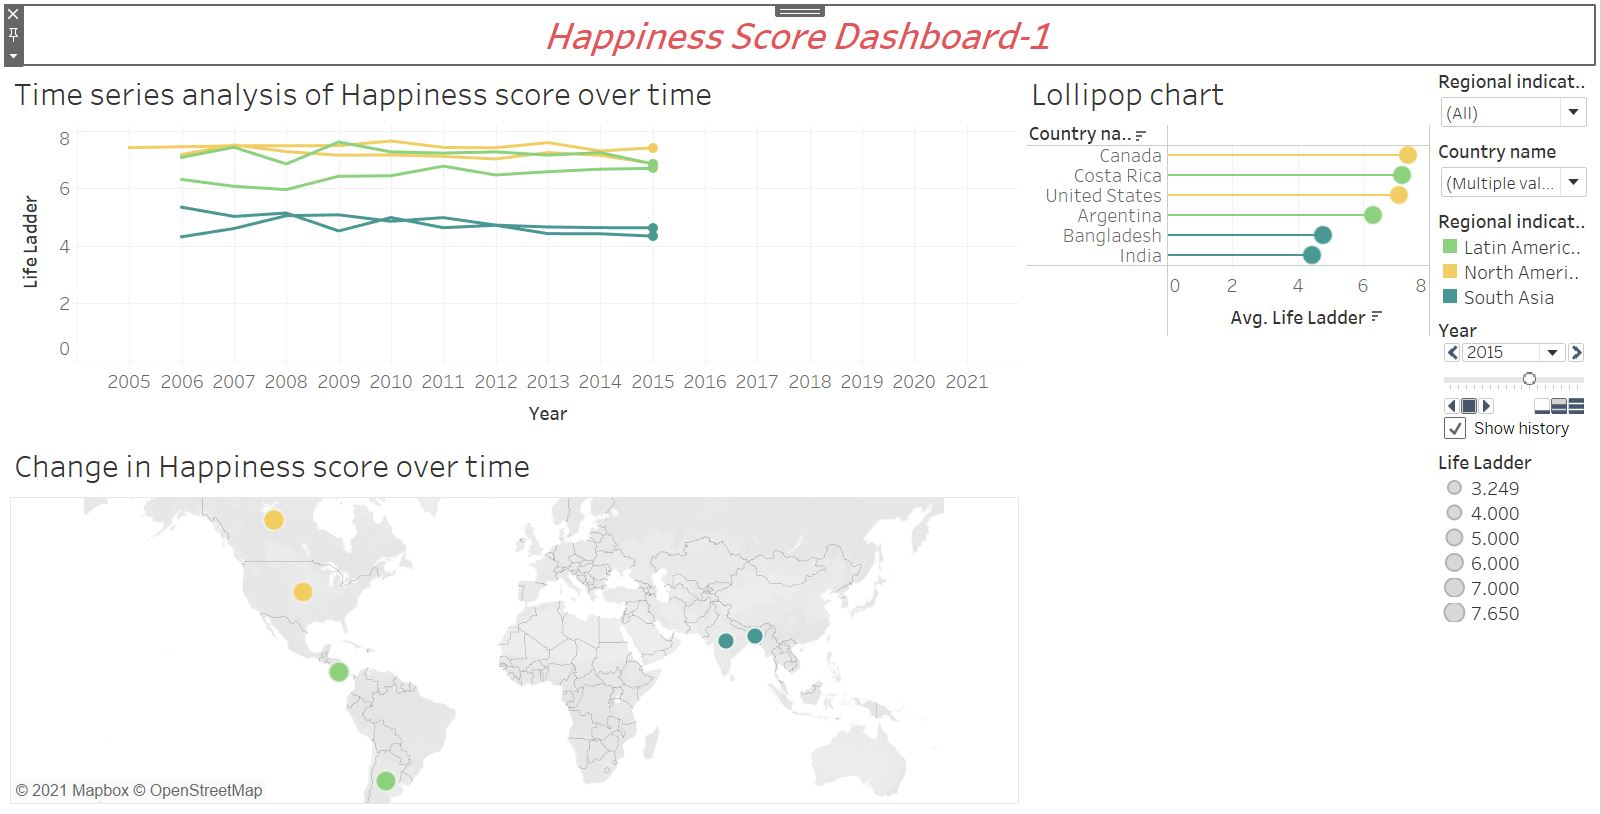 Happiness Score Dashboard-1
Time series analysis of Happiness score over time
8
6
4
2
0
Life Ladder
2005 2006 2007 2008 2009 2010 2011 2012 2013 2014 2015 2016 2017 2018 2019 2020 2021
Year
Lollipop chart
Country na..
Canada
Costa Rica
United States
Argentina
Bangladesh
India
0 2 4 6 8
Avg. Life Ladder
Regional indicat..
(All)
Country name
(Multiple val...
Regional indicat..
Latin Americ..
North Ameri..
South Asia
Year
2015
Show history
Life Ladder
3.249
4.000
5.000
6.000
7.000
7.650
Change in Happiness score over time
© 2021 Mapbox © OpenStreetMap